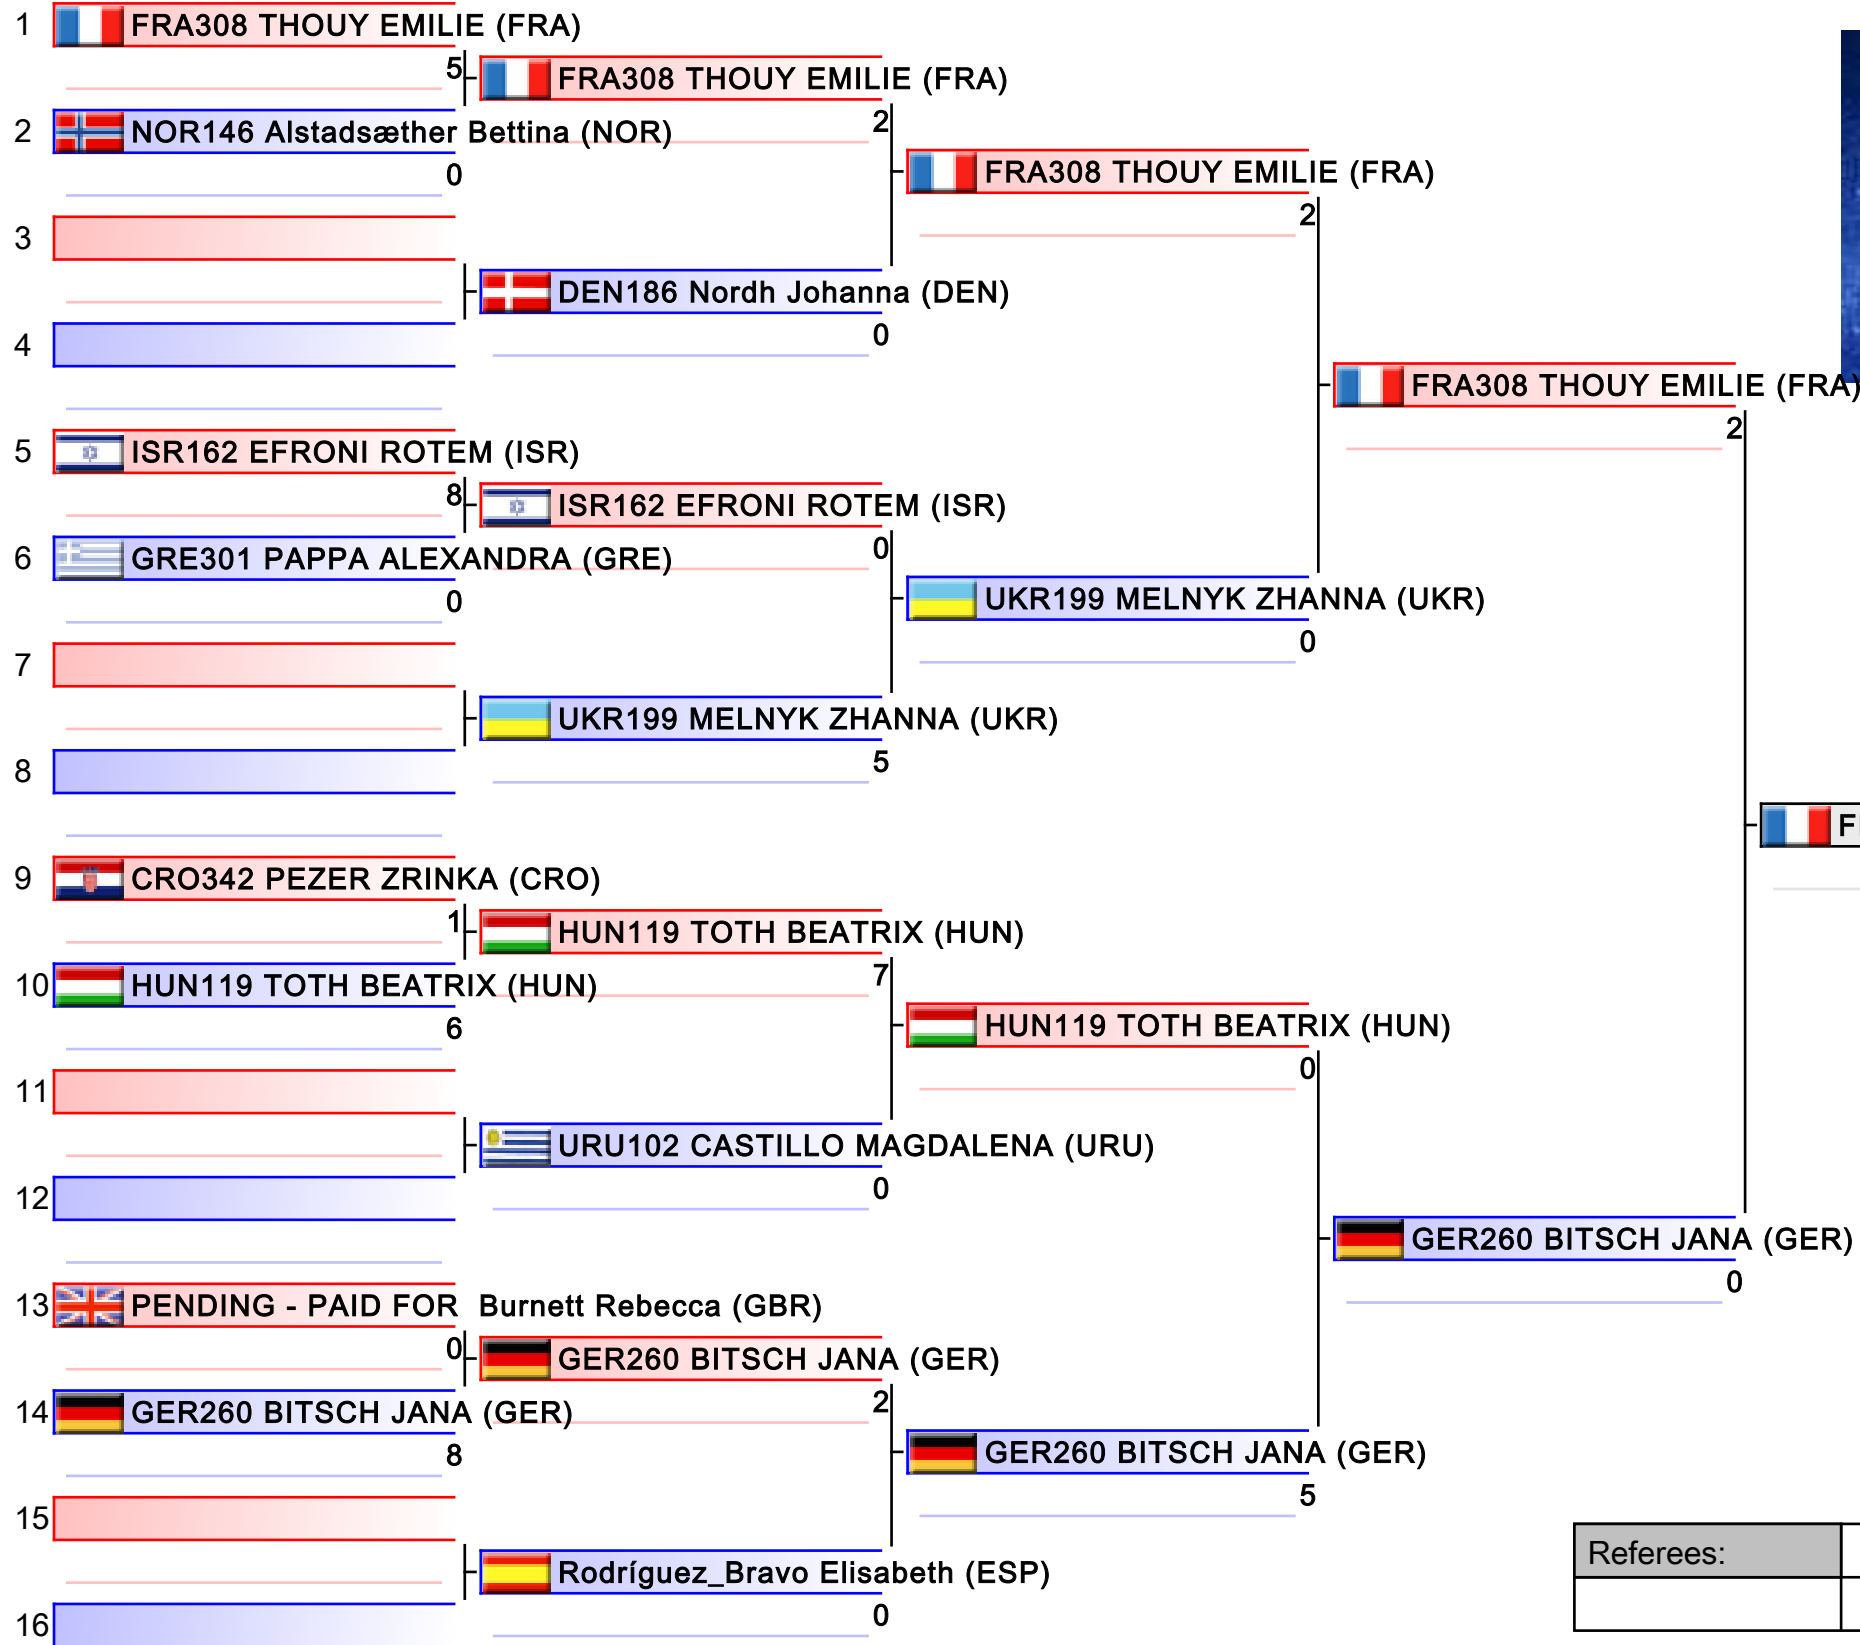 1 FRA308 THOUY EMILIE (FRA)
5 FRA308 THOUY EMILIE (FRA)
2 NOR146 Alstadsæther Bettina (NOR)
2
0
FRA308 THOUY EMILIE (FRA)
2
3
DEN186 Nordh Johanna (DEN)
0
4
FRA308 THOUY EMILIE (FRA)
2
5 ISR162 EFRONI ROTEM (ISR)
8 ISR162 EFRONI ROTEM (ISR)
0
6 GRE301 PAPPA ALEXANDRA (GRE)
0
UKR199 MELNYK ZHANNA (UKR)
0
7
UKR199 MELNYK ZHANNA (UKR)
5
8
F
9 CRO342 PEZER ZRINKA (CRO)
1 HUN119 TOTH BEATRIX (HUN)
7
10 HUN119 TOTH BEATRIX (HUN)
6
HUN119 TOTH BEATRIX (HUN)
0
11
URU102 CASTILLO MAGDALENA (URU)
0
12
GER260 BITSCH JANA (GER)
0
13 PENDING - PAID FOR Burnett Rebecca (GBR)
0 GER260 BITSCH JANA (GER)
2
14 GER260 BITSCH JANA (GER)
8
GER260 BITSCH JANA (GER)
5
15
Referees:
Rodríguez_Bravo Elisabeth (ESP)
0
16